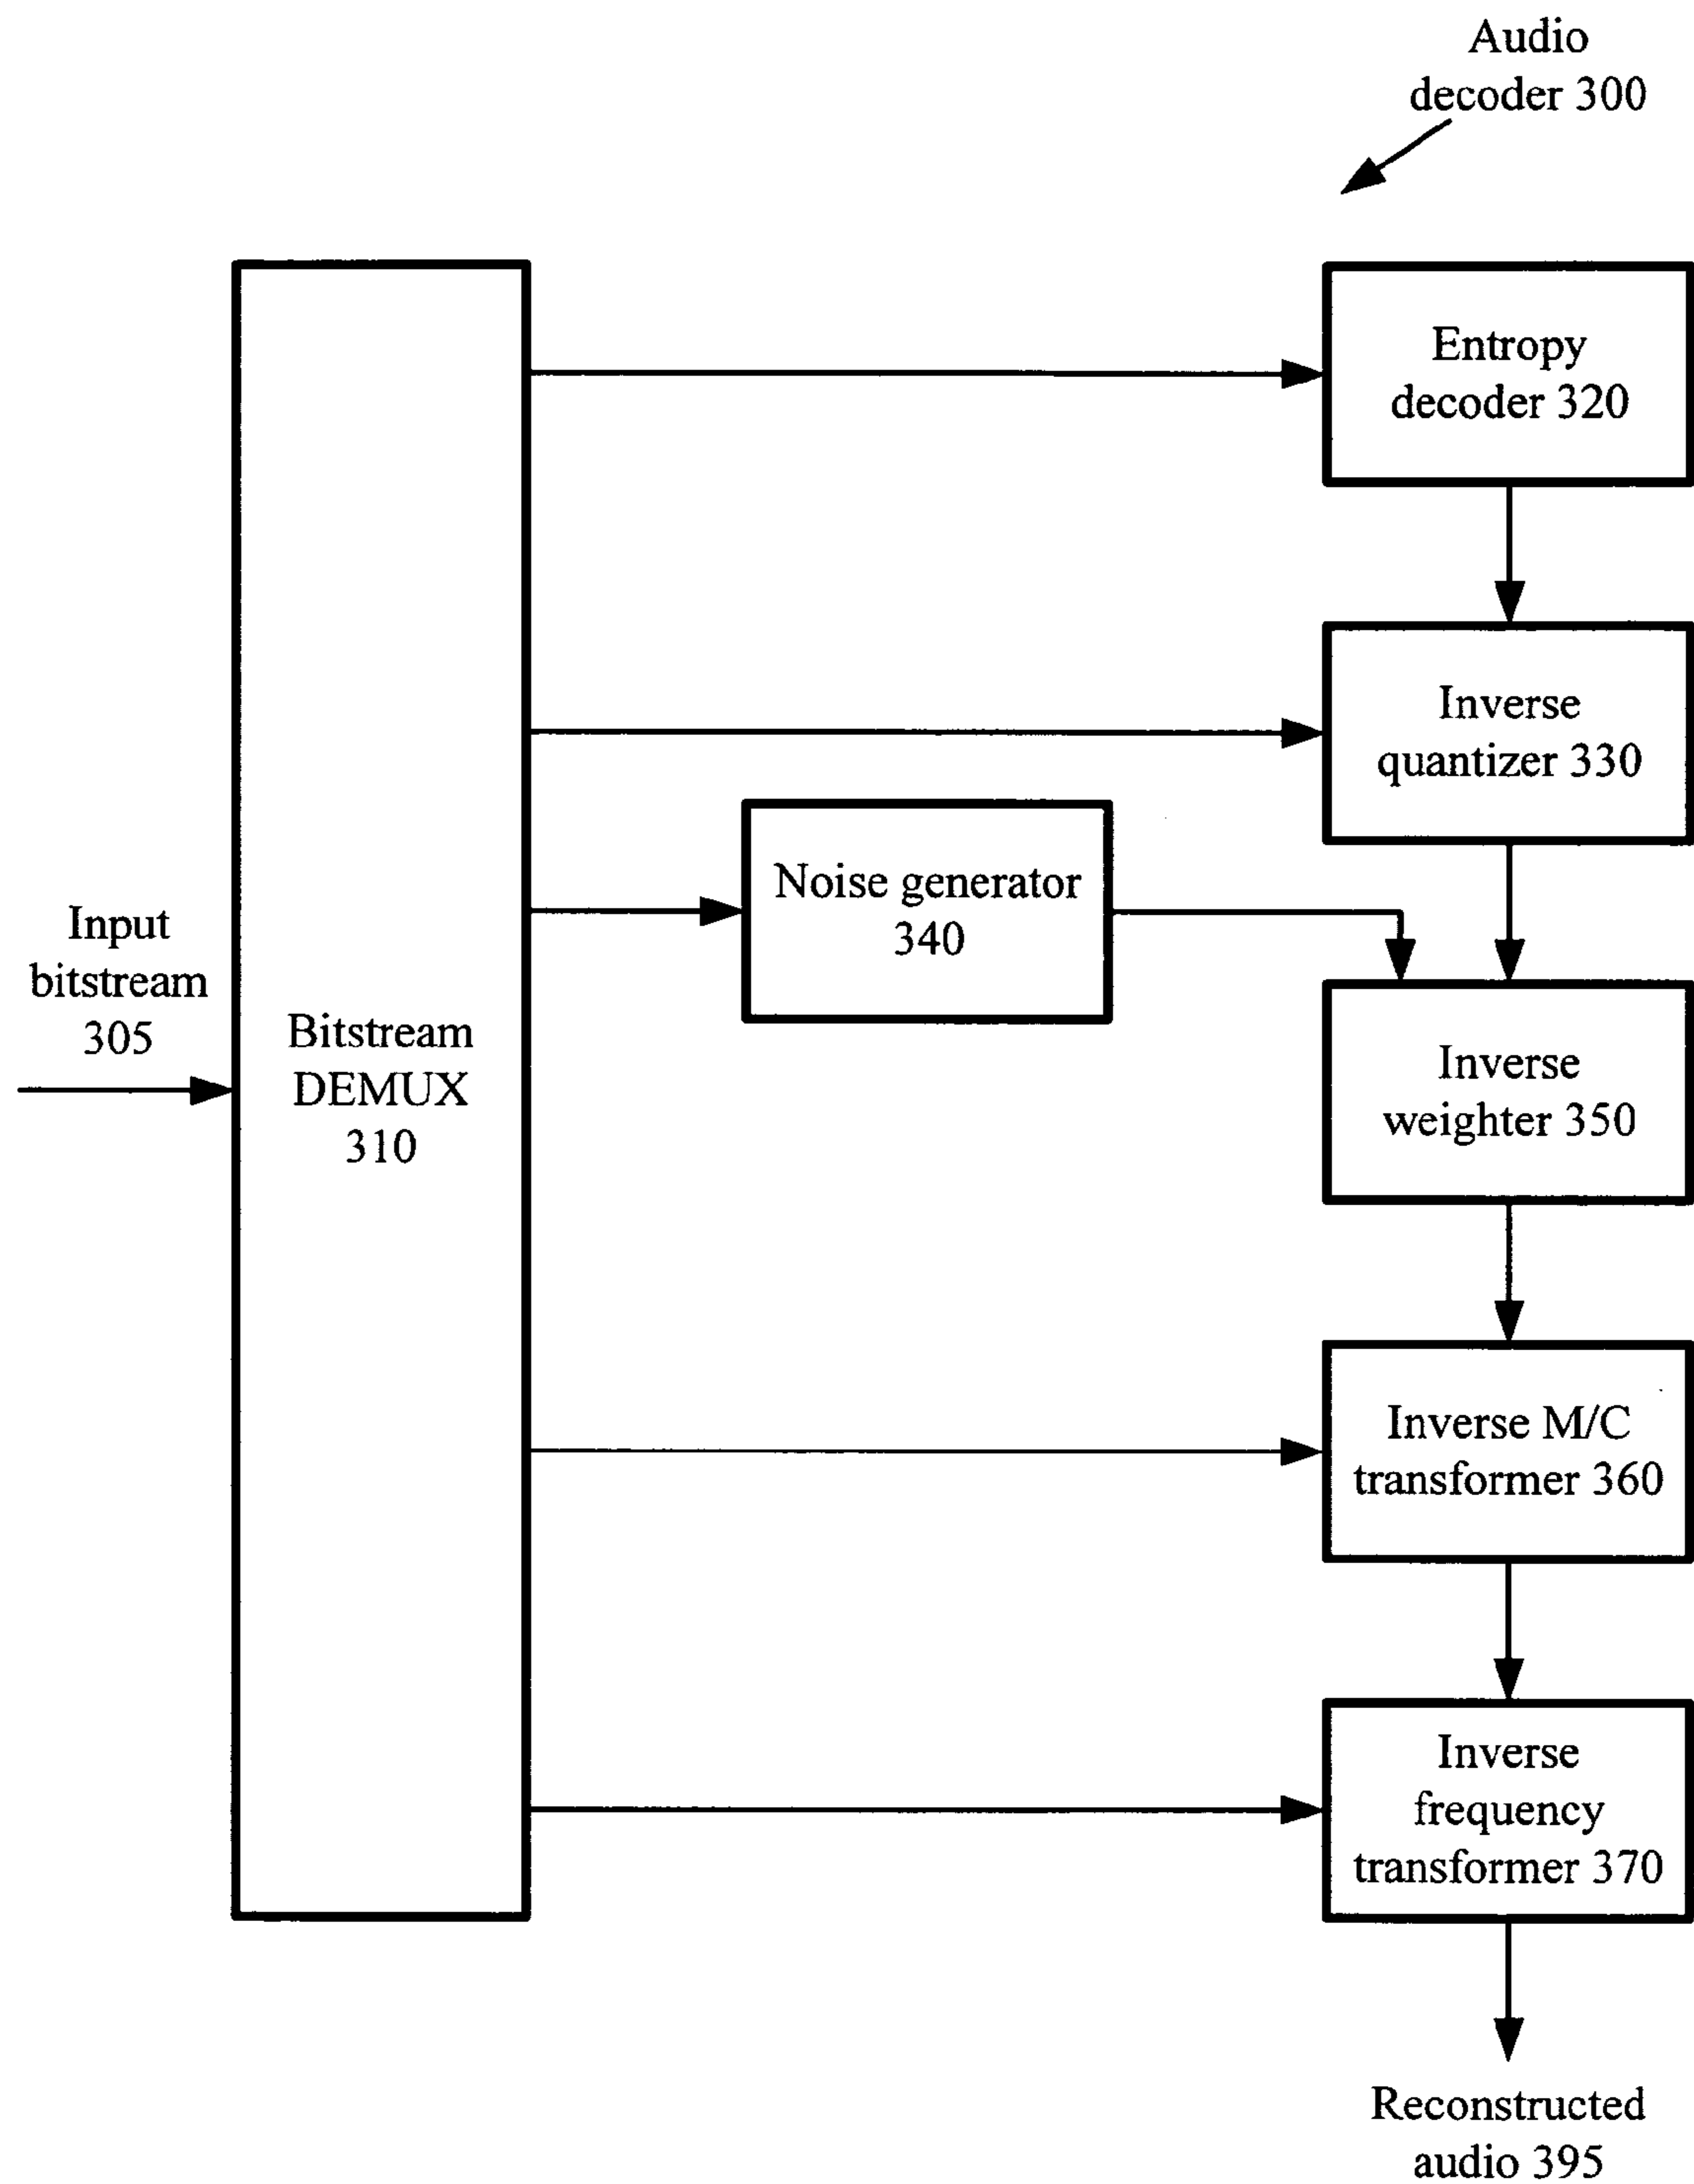 Audio
decoder 300
Entropy
decoder 320
Inverse
quantizer 330
Noise generator
340
Input
bitstream
305
Bitstream
DEMUX
310
Inverse
weighter 350
Inverse M/C
transformer 360
Inverse
frequency
transformer 370
Reconstructed
audio 395